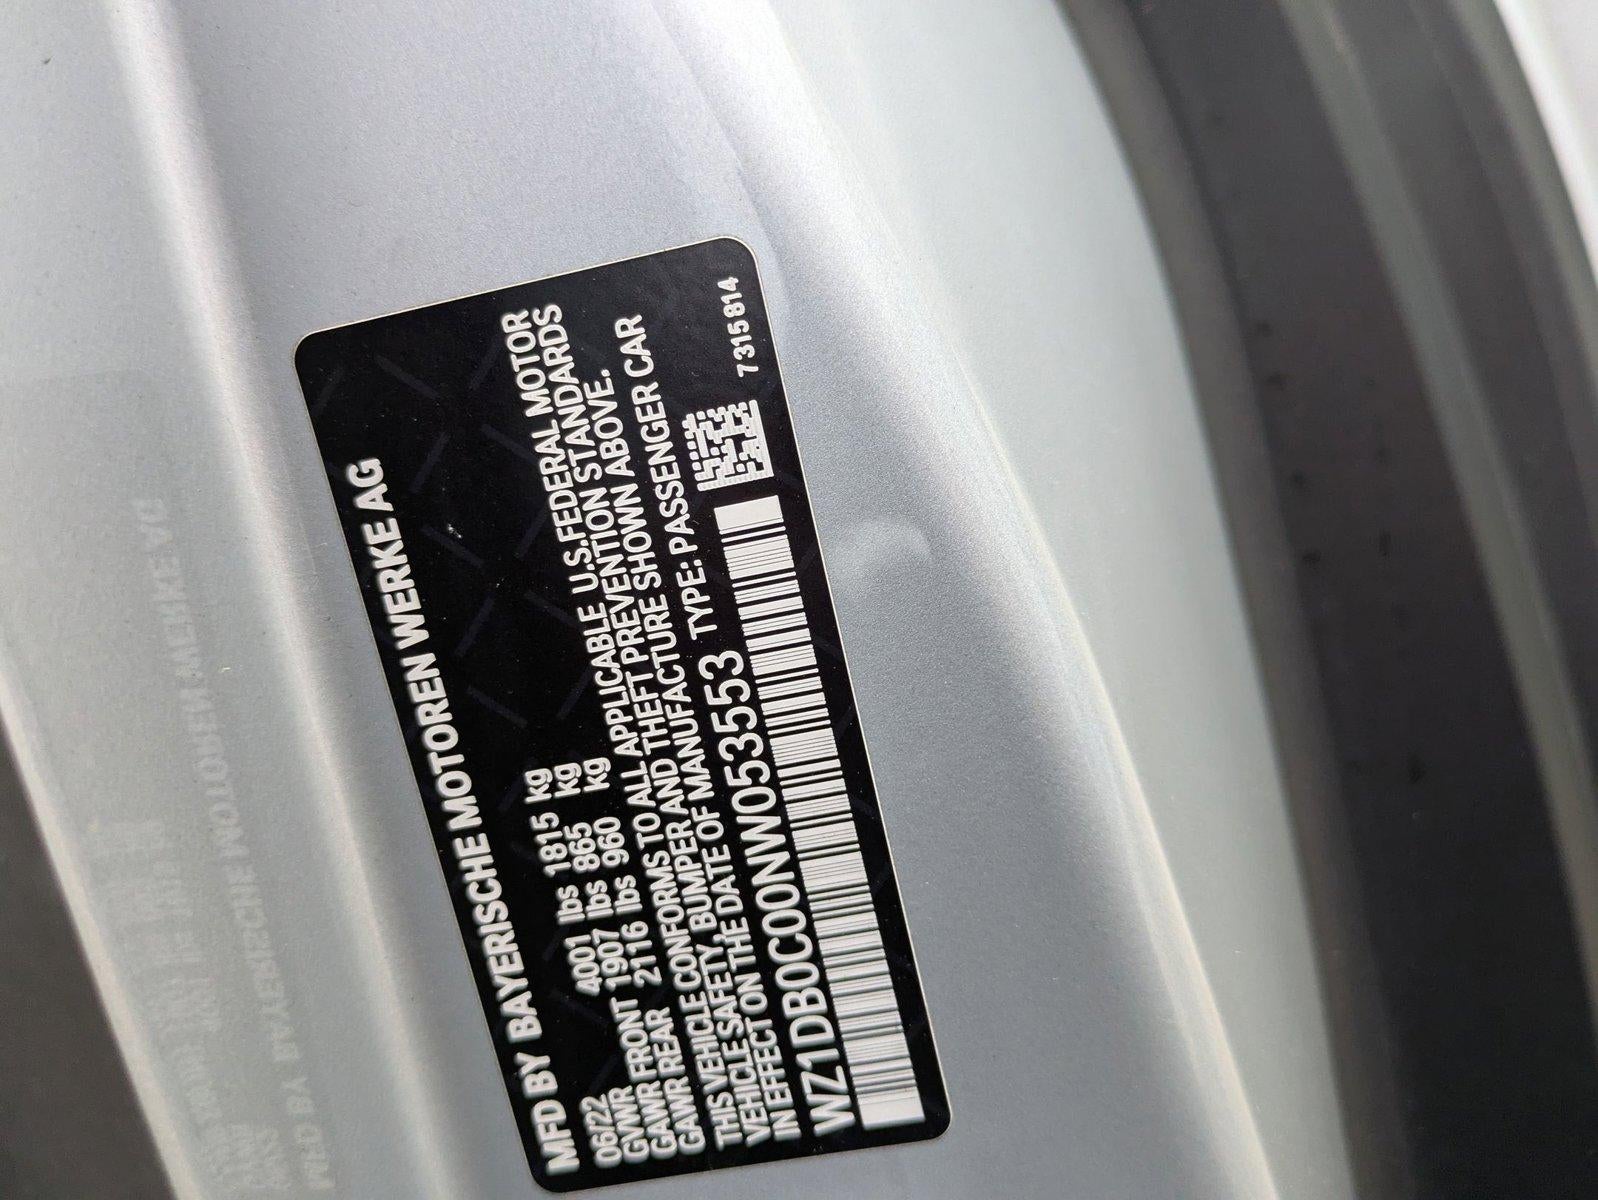 MFD BY BAYERISCHE MOTOREN WERKE AG
06/22
GVWR 4001 lbs 1815 kg
GAWR FRONT 1907 lbs 865 kg
GAWR REAR 2116 lbs 960 kg
THIS VEHICLE CONFORMS TO ALL APPLICABLE U.S. FEDERAL MOTOR
VEHICLE SAFETY, BUMPER AND THEFT PREVENTION STANDARDS
IN EFFECT ON THE DATE OF MANUFACTURE SHOWN ABOVE.
WZ1DB0C00NW053553 TYPE: PASSENGER CAR
7315814